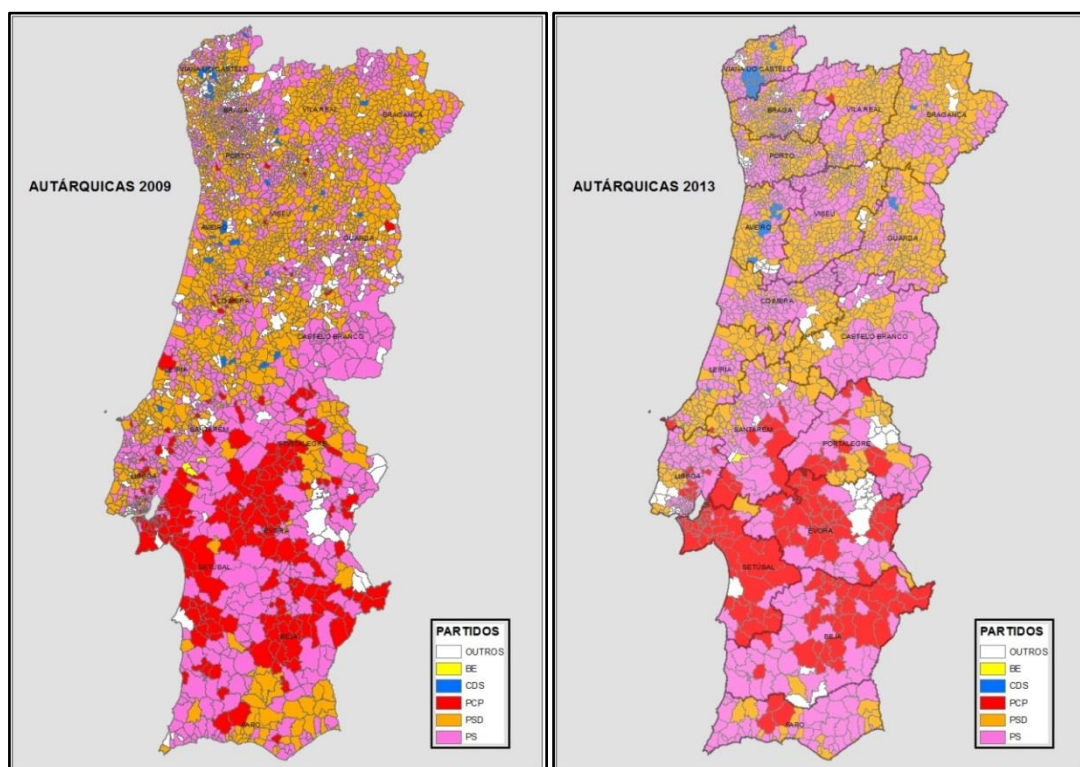 VIANA DO CASTELO
BRAGA
VILA REAL
BRAGANÇA
PORTO
AUTÁRQUICAS 2009
VISEU
AVEIRO
GUARDA
COIMBRA
CASTELO BRANCO
LEIRIA
SANTARÉM
PORTALEGRE
LISBOA
ÉVORA
SETÚBAL
BEJA
FARO
PARTIDOS
OUTROS
BE
CDS
PCP
PSD
PS
VIANA DO CASTELO
BRAGA
VILA REAL
BRAGANÇA
PORTO
AUTÁRQUICAS 2013
VISEU
AVEIRO
GUARDA
COIMBRA
CASTELO BRANCO
LEIRIA
SANTARÉM
PORTALEGRE
LISBOA
ÉVORA
SETÚBAL
BEJA
FARO
PARTIDOS
OUTROS
BE
CDS
PCP
PSD
PS